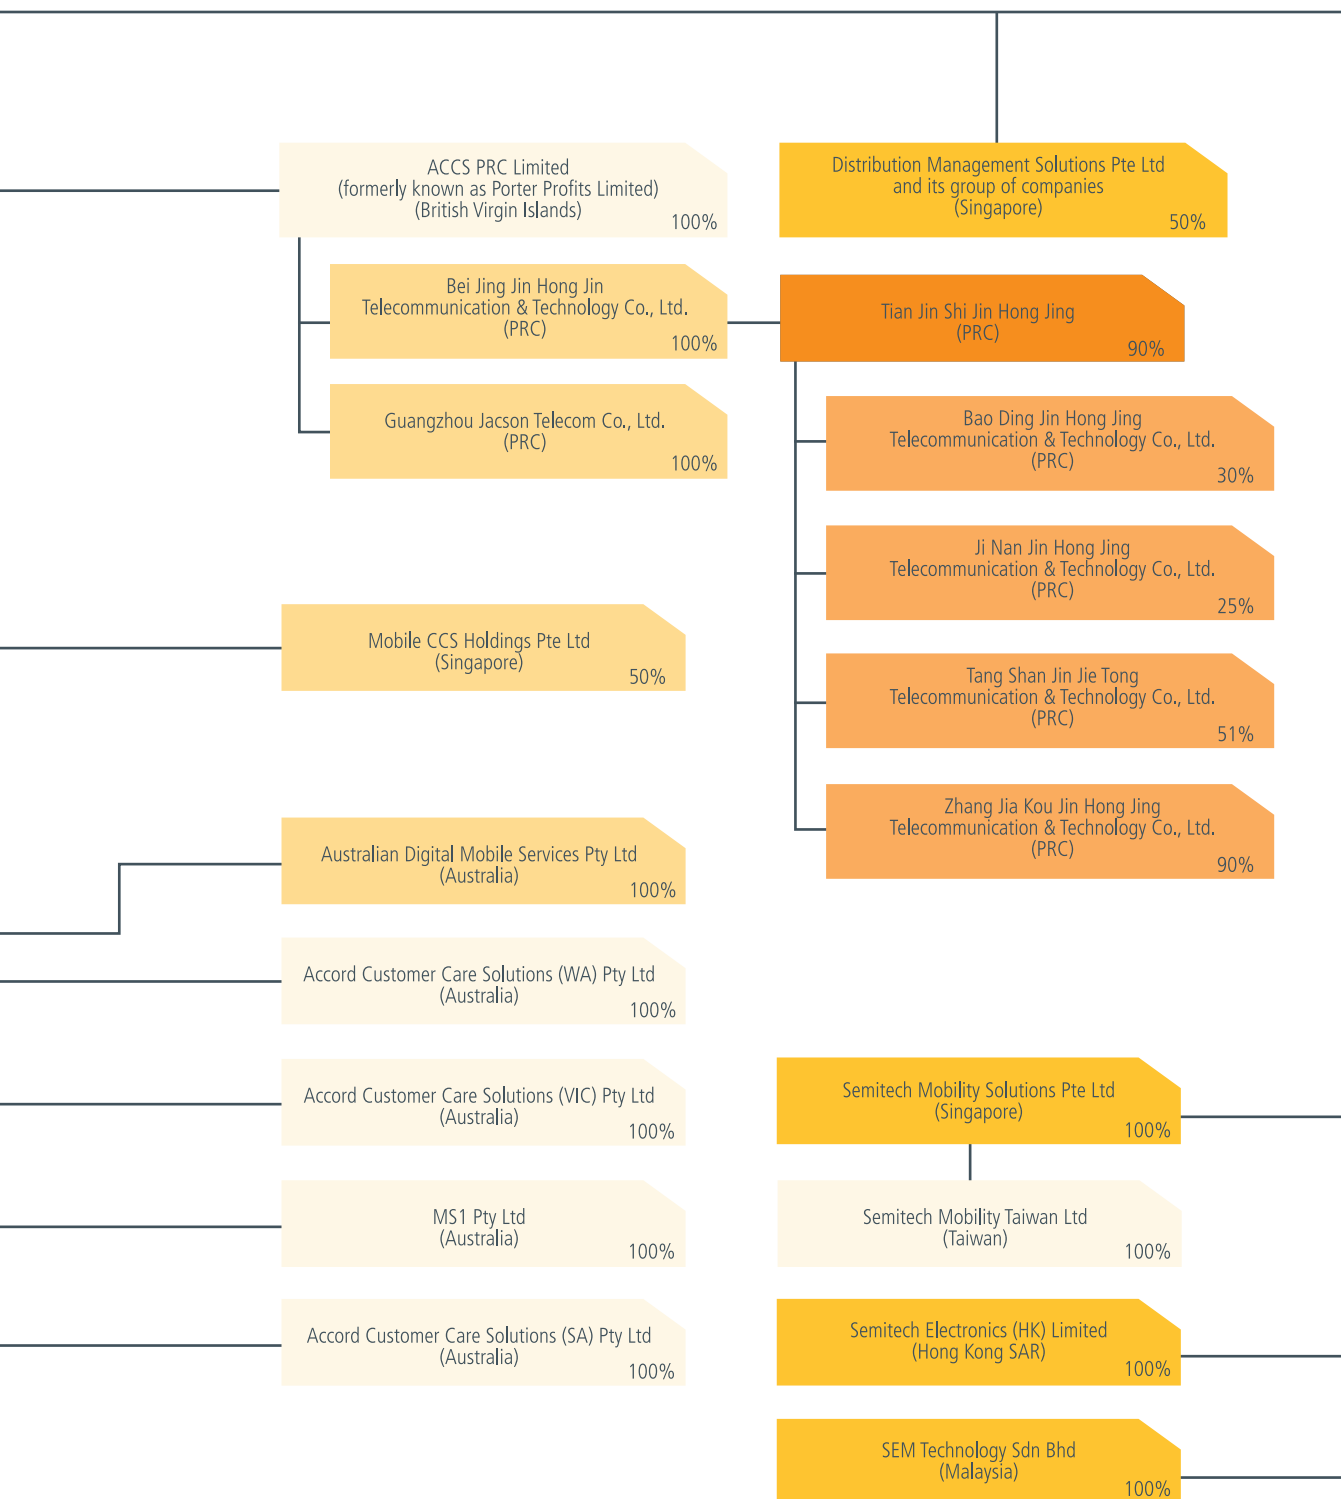 ACCS PRC Limited
(formerly known as Porter Profits Limited)
(British Virgin Islands)
100%
Distribution Management Solutions Pte Ltd
and its group of companies
(Singapore)
50%
Bei Jing Jin Hong Jin
Telecommunication & Technology Co., Ltd.
(PRC)
100%
Tian Jin Shi Jin Hong Jing
(PRC)
90%
Guangzhou Jacson Telecom Co., Ltd.
(PRC)
100%
Bao Ding Jin Hong Jing
Telecommunication & Technology Co., Ltd.
(PRC)
30%
Ji Nan Jin Hong Jing
Telecommunication & Technology Co., Ltd.
(PRC)
25%
Mobile CCS Holdings Pte Ltd
(Singapore)
50%
Tang Shan Jin Jie Tong
Telecommunication & Technology Co., Ltd.
(PRC)
51%
Zhang Jia Kou Jin Hong Jing
Telecommunication & Technology Co., Ltd.
(PRC)
90%
Australian Digital Mobile Services Pty Ltd
(Australia)
100%
Accord Customer Care Solutions (WA) Pty Ltd
(Australia)
100%
Accord Customer Care Solutions (VIC) Pty Ltd
(Australia)
100%
Semitech Mobility Solutions Pte Ltd
(Singapore)
100%
MS1 Pty Ltd
(Australia)
100%
Semitech Mobility Taiwan Ltd
(Taiwan)
100%
Accord Customer Care Solutions (SA) Pty Ltd
(Australia)
100%
Semitech Electronics (HK) Limited
(Hong Kong SAR)
100%
SEM Technology Sdn Bhd
(Malaysia)
100%